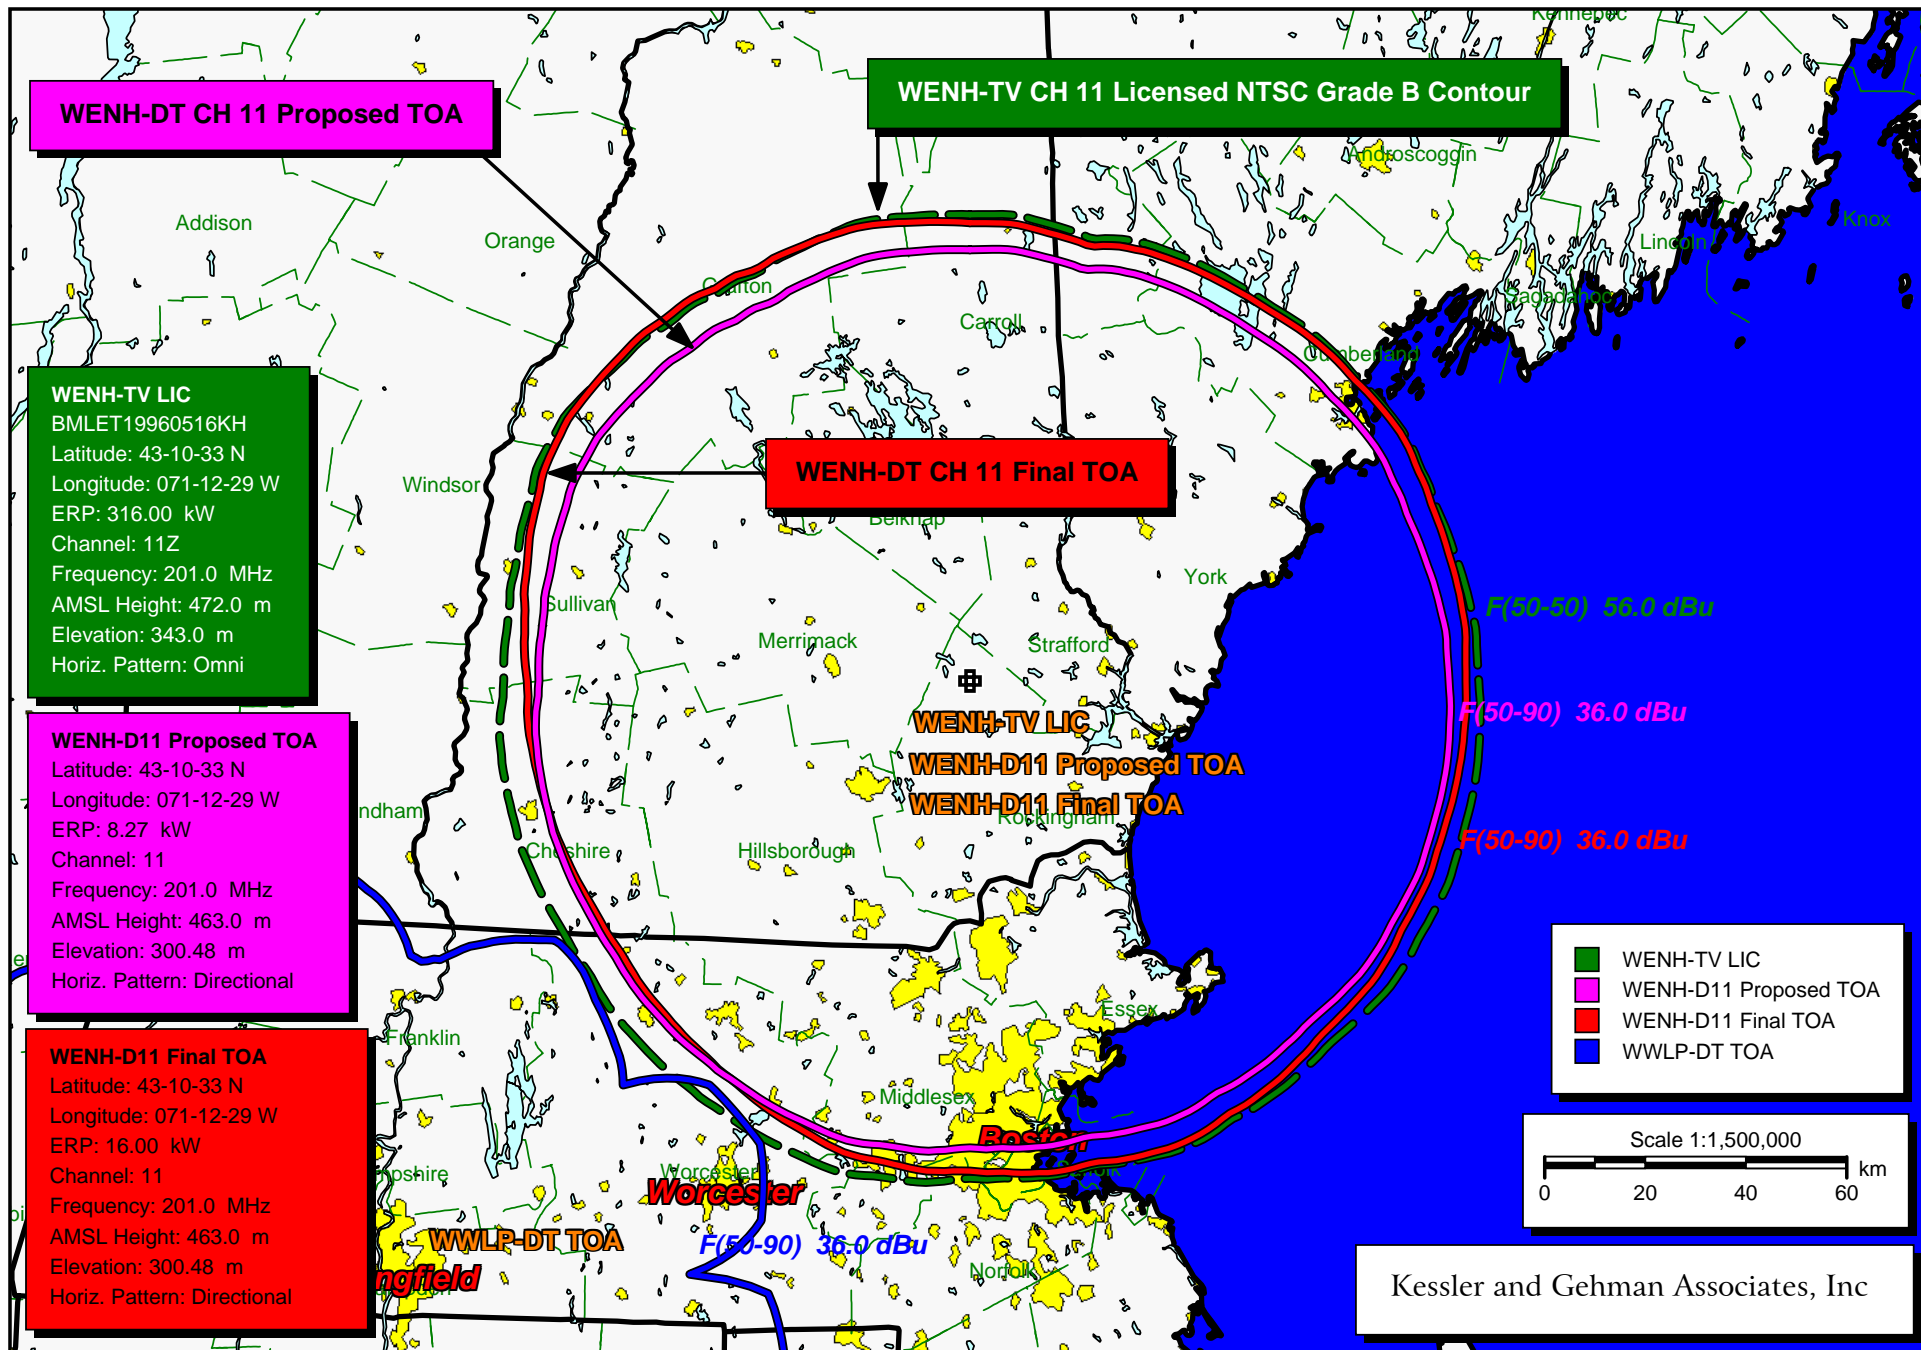 Kennebec
WENH-DT CH 11 Proposed TOA
WENH-TV CH 11 Licensed NTSC Grade B Contour
Androscoggin
Addison
Orange
Knox
Lincoln
Grafton
Sagadahoc
Carroll
Cumberland
WENH-TV LIC
BMLET19960516KH
Latitude: 43-10-33 N
Longitude: 071-12-29 W
ERP: 316.00 kW
Channel: 11Z
Frequency: 201.0 MHz
AMSL Height: 472.0 m
Elevation: 343.0 m
Horiz. Pattern: Omni
WENH-DT CH 11 Final TOA
Windsor
Belknap
York
Sullivan
F(50-50) 56.0 dBu
Merrimack
Strafford
WENH-TV LIC
WENH-D11 Proposed TOA
WENH-D11 Final TOA
F(50-90) 36.0 dBu
WENH-D11 Proposed TOA
Latitude: 43-10-33 N
Longitude: 071-12-29 W
ERP: 8.27 kW
Channel: 11
Frequency: 201.0 MHz
AMSL Height: 463.0 m
Elevation: 300.48 m
Horiz. Pattern: Directional
ndham
Rockingham
F(50-90) 36.0 dBu
Cheshire
Hillsborough
WENH-TV LIC
WENH-D11 Proposed TOA
WENH-D11 Final TOA
WWLP-DT TOA
Essex
Franklin
WENH-D11 Final TOA
Latitude: 43-10-33 N
Longitude: 071-12-29 W
ERP: 16.00 kW
Channel: 11
Frequency: 201.0 MHz
AMSL Height: 463.0 m
Elevation: 300.48 m
Horiz. Pattern: Directional
Middlesex
Boston
Scale 1:1,500,000
km
0 20 40 60
mpshire
Worcester
Worcester
WWLP-DT TOA
F(50-90) 36.0 dBu
ngfield
Norfolk
Kessler and Gehman Associates, Inc